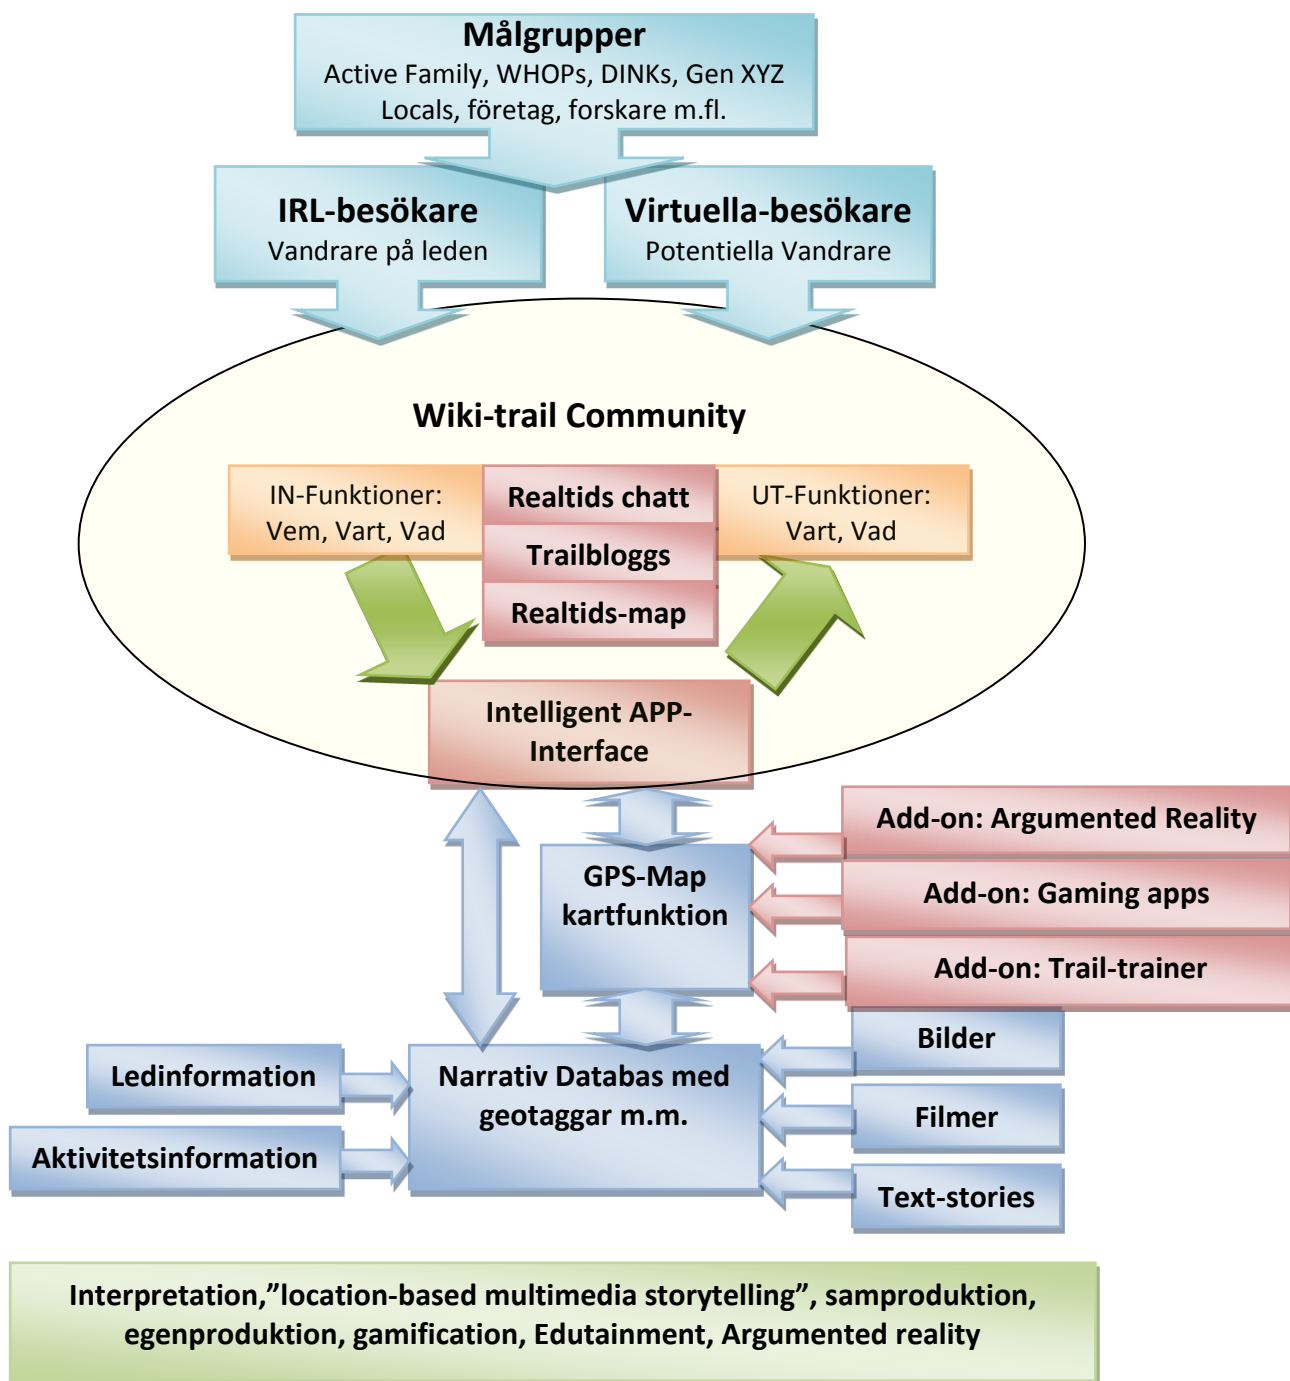 Målgrupper
Active Family, WHOPs, DINKs, Gen XYZ
Locals, företag, forskare m.fl.
IRL-besökare
Vandrare på leden
Virtuella-besökare
Potentiella Vandrare
Wiki-trail Community
IN-Funktioner:
Vem, Vart, Vad
Realtids chatt
Trailbloggs
Realtids-map
UT-Funktioner:
Vart, Vad
Intelligent APP-
Interface
GPS-Map
kartfunktion
Add-on: Argumented Reality
Add-on: Gaming apps
Add-on: Trail-trainer
Ledinformation
Aktivitetsinformation
Narrativ Databas med
geotaggar m.m.
Bilder
Filmer
Text-stories
Interpretation,”location-based multimedia storytelling”, samproduktion,
egenproduktion, gamification, Edutainment, Argumented reality